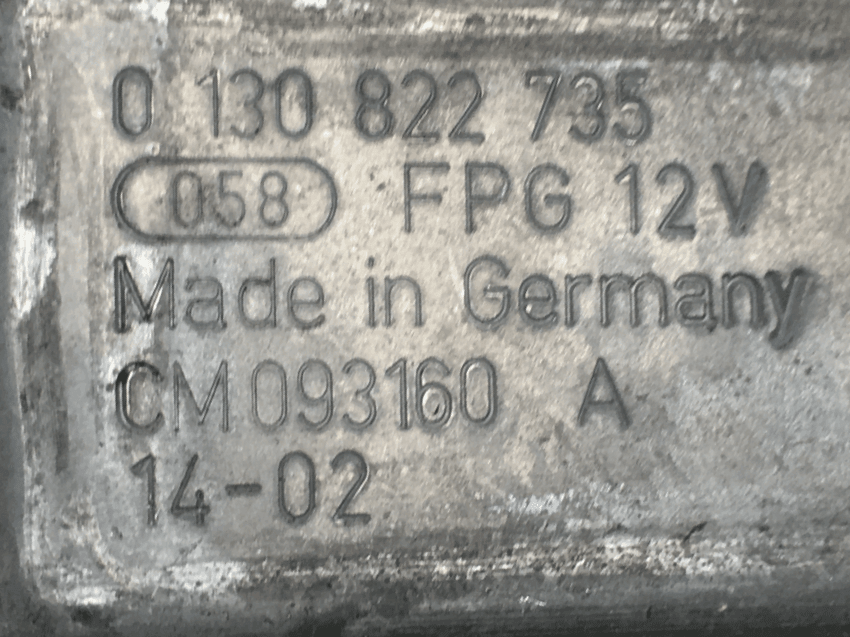 0 130 822 735
058 FPG 12V
Made in Germany
CM093160 A
14-02